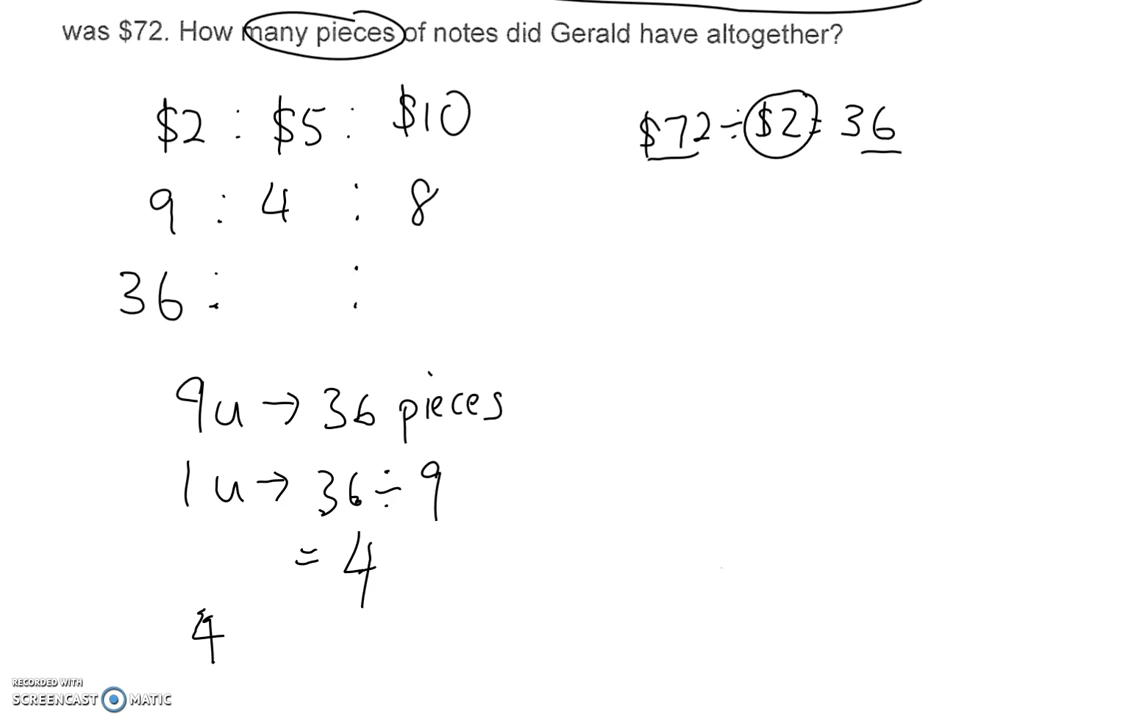 was $72. How many pieces of notes did Gerald have altogether?
$2 : $5 : $10
$72 ÷ $2 = 36
9 : 4 : 8
36 : :
9u → 36 pieces
1u → 36 ÷ 9
= 4
4
RECORDED WITH
SCREENCAST MATIC